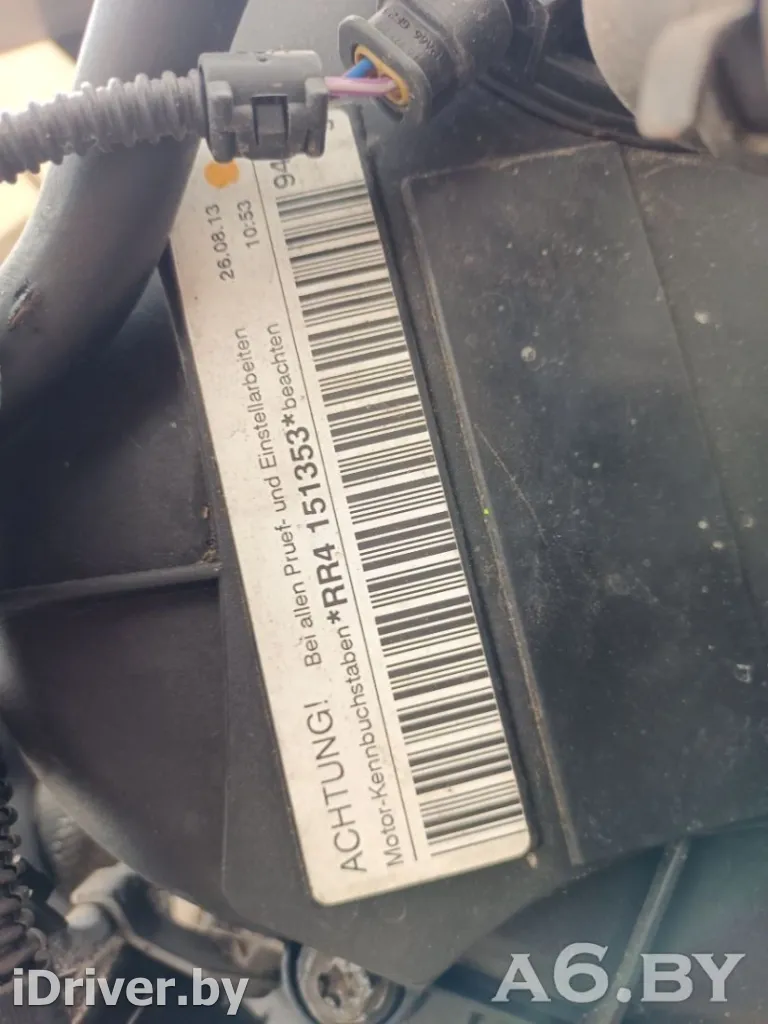 26.08.13
10:53
94
ACHTUNG! Bei allen Pruef- und Einstellarbeiten
Motor-Kennbuchstaben *RR4 151353* beachten
iDriver.by
A6.BY